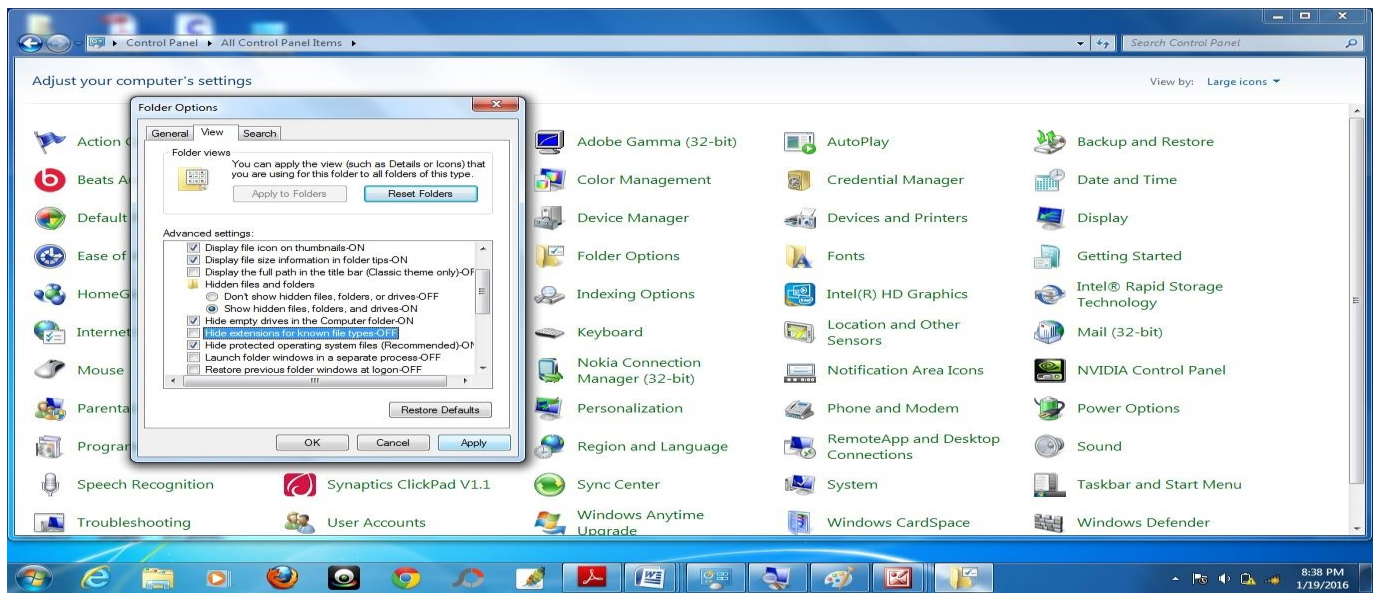 Control Panel All Control Panel Items
Search Control Panel
Adjust your computer's settings
View by: Large icons
Folder Options
General View Search
Folder views
You can apply the view (such as Details or Icons) that
you are using for this folder to all folders of this type.
Apply to Folders Reset Folders
Advanced settings:
Display file icon on thumbnails-ON
Display file size information in folder tips-ON
Display the full path in the title bar (Classic theme only)-OF
Hidden files and folders
Don't show hidden files, folders, or drives-OFF
Show hidden files, folders, and drives-ON
Hide empty drives in the Computer folder-ON
Hide extensions for known file types-OFF
Hide protected operating system files (Recommended)-ON
Launch folder windows in a separate process-OFF
Restore previous folder windows at logon-OFF
Restore Defaults
OK Cancel Apply
Action
Adobe Gamma (32-bit)
AutoPlay
Backup and Restore
Beats A
Color Management
Credential Manager
Date and Time
Default
Device Manager
Devices and Printers
Display
Ease of
Folder Options
Fonts
Getting Started
HomeG
Indexing Options
Intel(R) HD Graphics
Intel® Rapid Storage
Technology
Internet
Keyboard
Location and Other
Sensors
Mail (32-bit)
Mouse
Nokia Connection
Manager (32-bit)
Notification Area Icons
NVIDIA Control Panel
Parenta
Personalization
Phone and Modem
Power Options
Program
Region and Language
RemoteApp and Desktop
Connections
Sound
Speech Recognition
Synaptics ClickPad V1.1
Sync Center
System
Taskbar and Start Menu
Troubleshooting
User Accounts
Windows Anytime
Upgrade
Windows CardSpace
Windows Defender
8:38 PM
1/19/2016